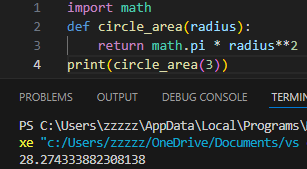 1 import math
2 def circle_area(radius):
3     return math.pi * radius**2
4 print(circle_area(3))
PROBLEMS OUTPUT DEBUG CONSOLE TERMIN
PS C:\Users\zzzzz\AppData\Local\Programs\
xe "c:/Users/zzzzz/OneDrive/Documents/vs
28.274333882308138